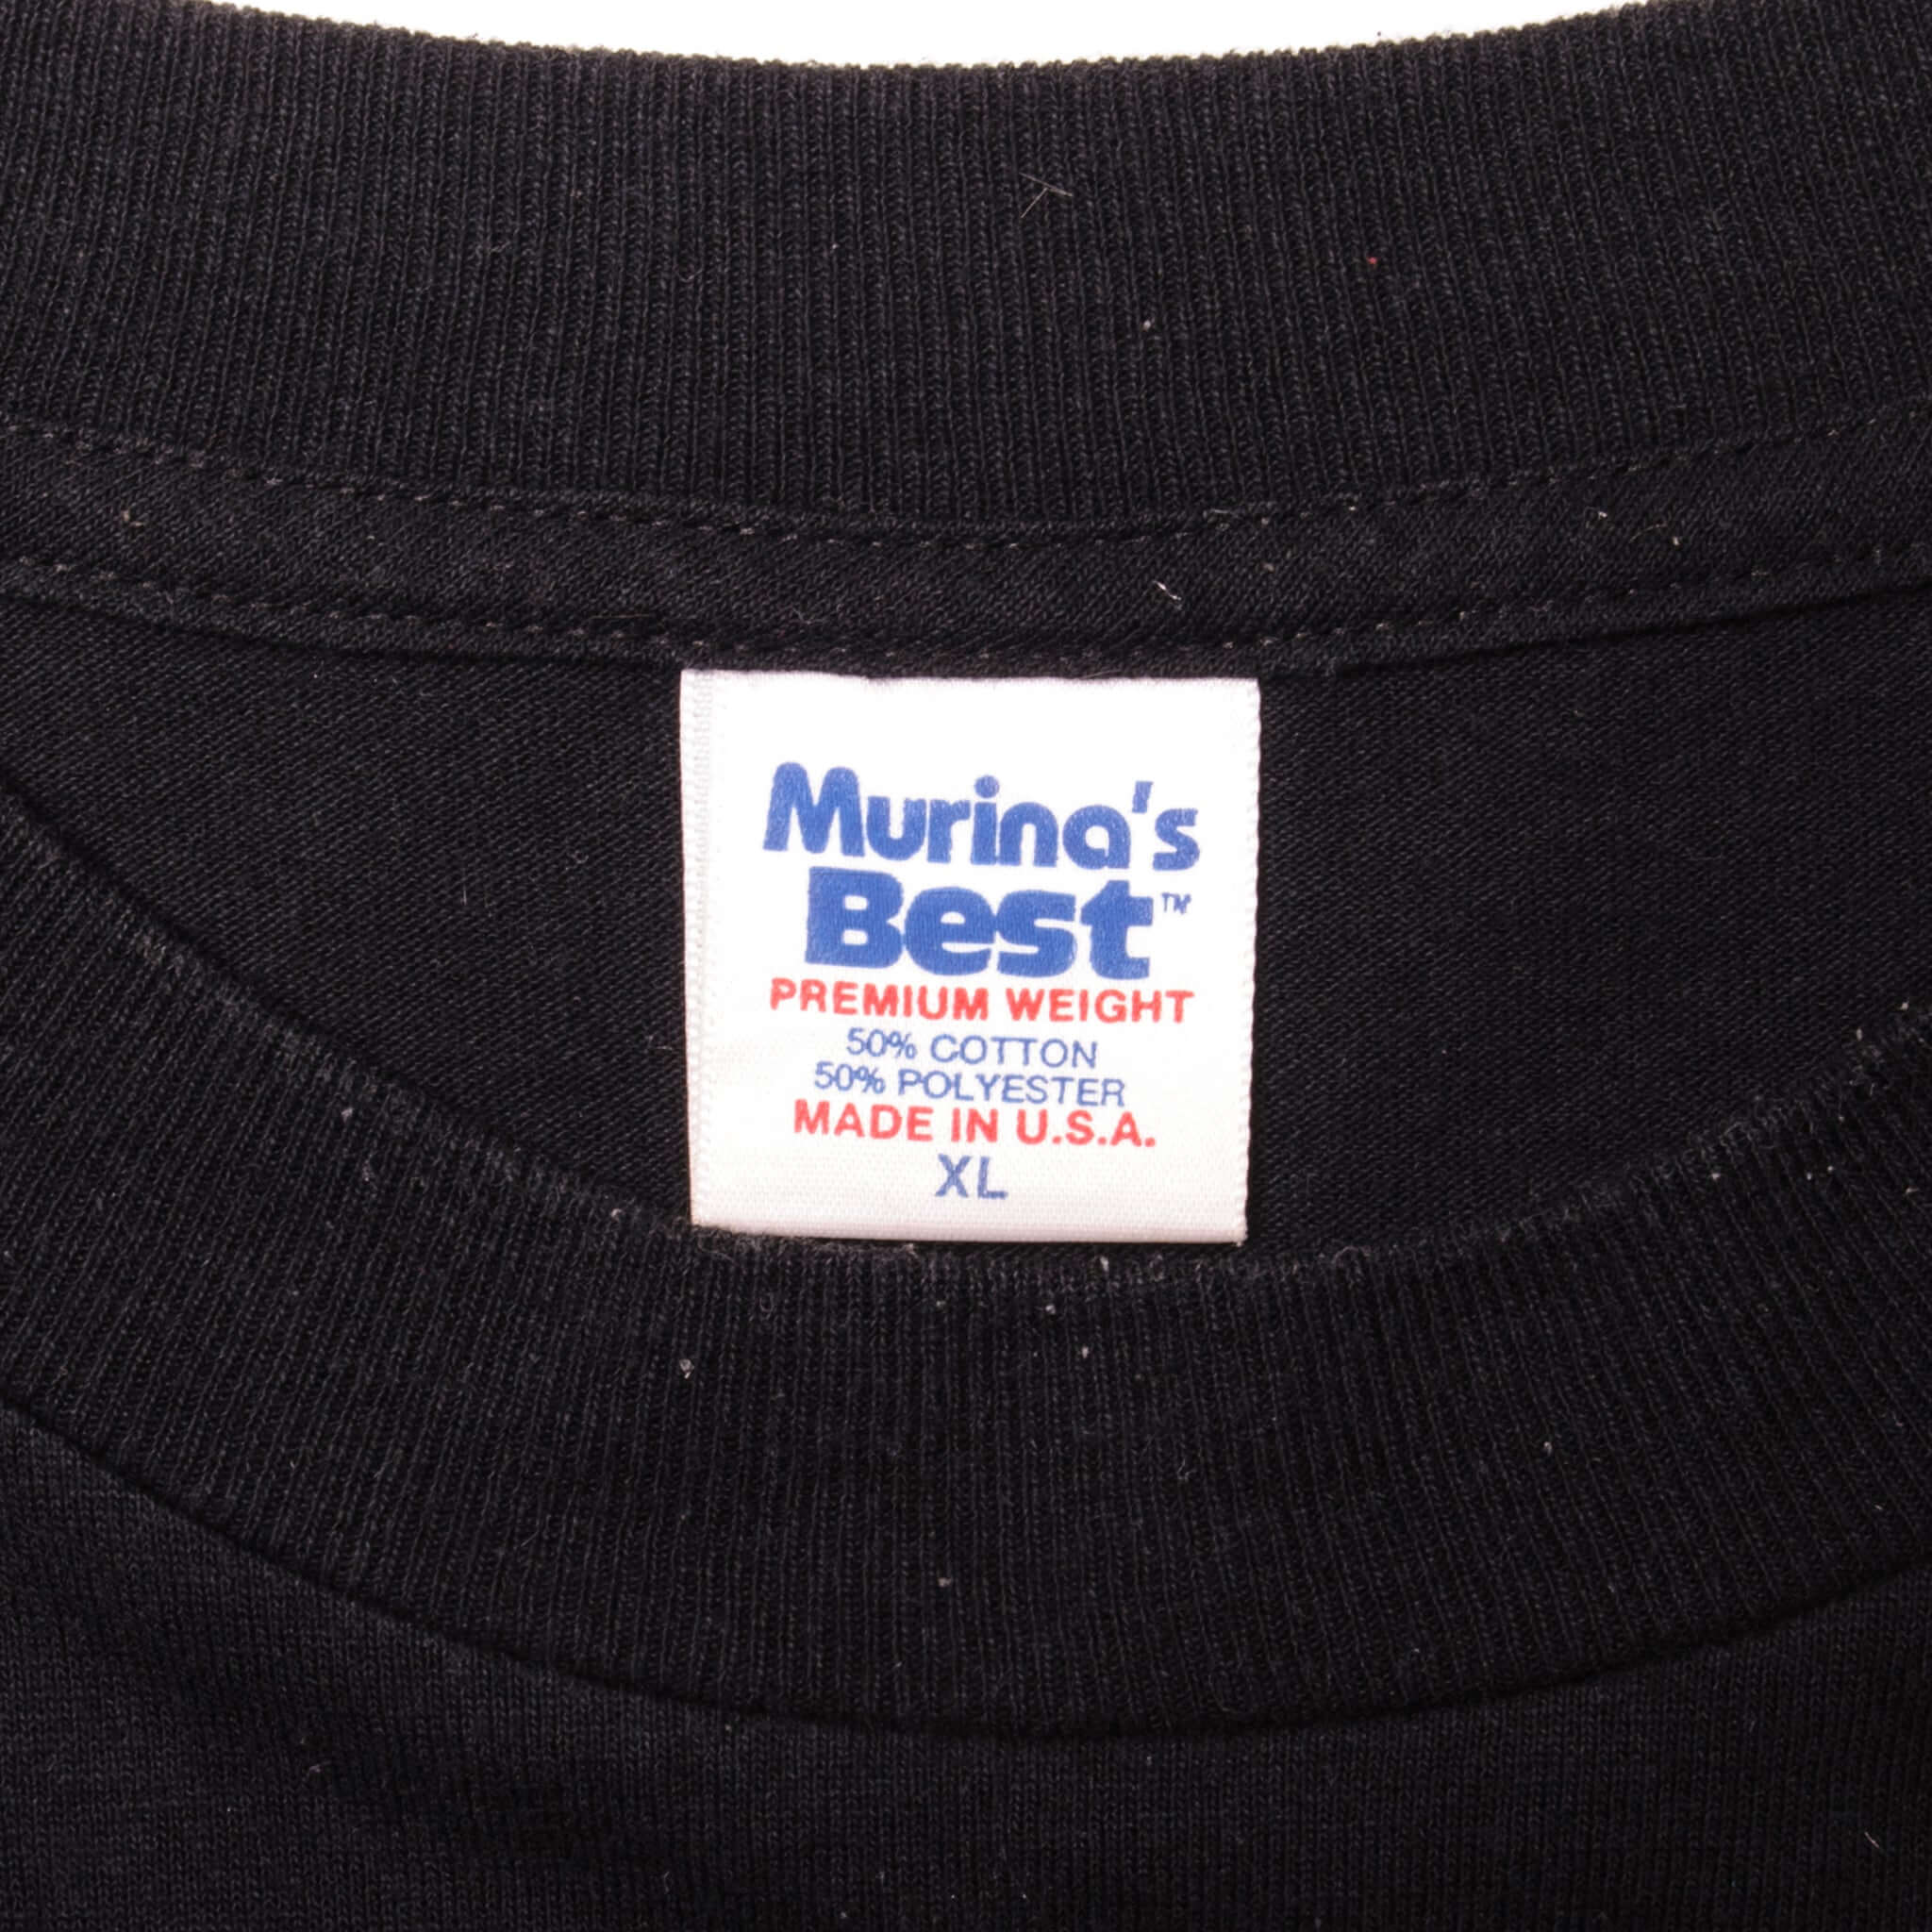 Murina's
Best™
PREMIUM WEIGHT
50% COTTON
50% POLYESTER
MADE IN U.S.A.
XL